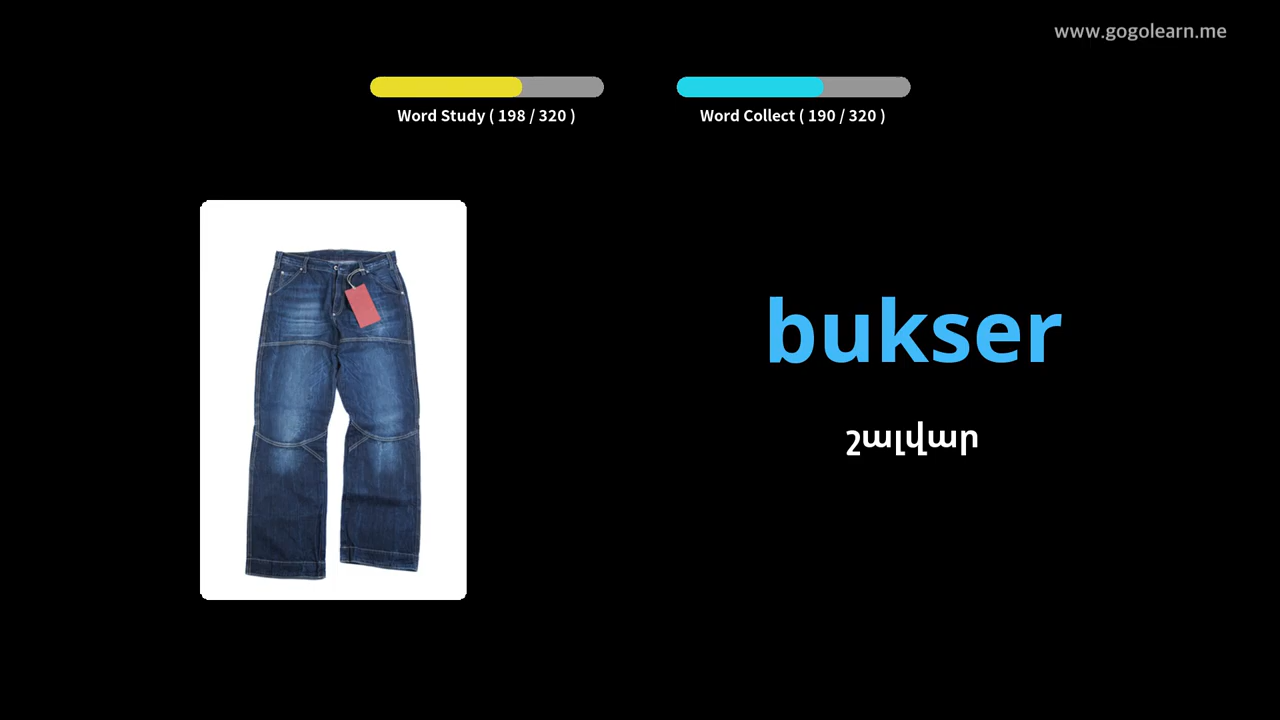 www.gogolearn.me
Word Study ( 198 / 320 )
Word Collect ( 190 / 320 )
bukser
շալվար